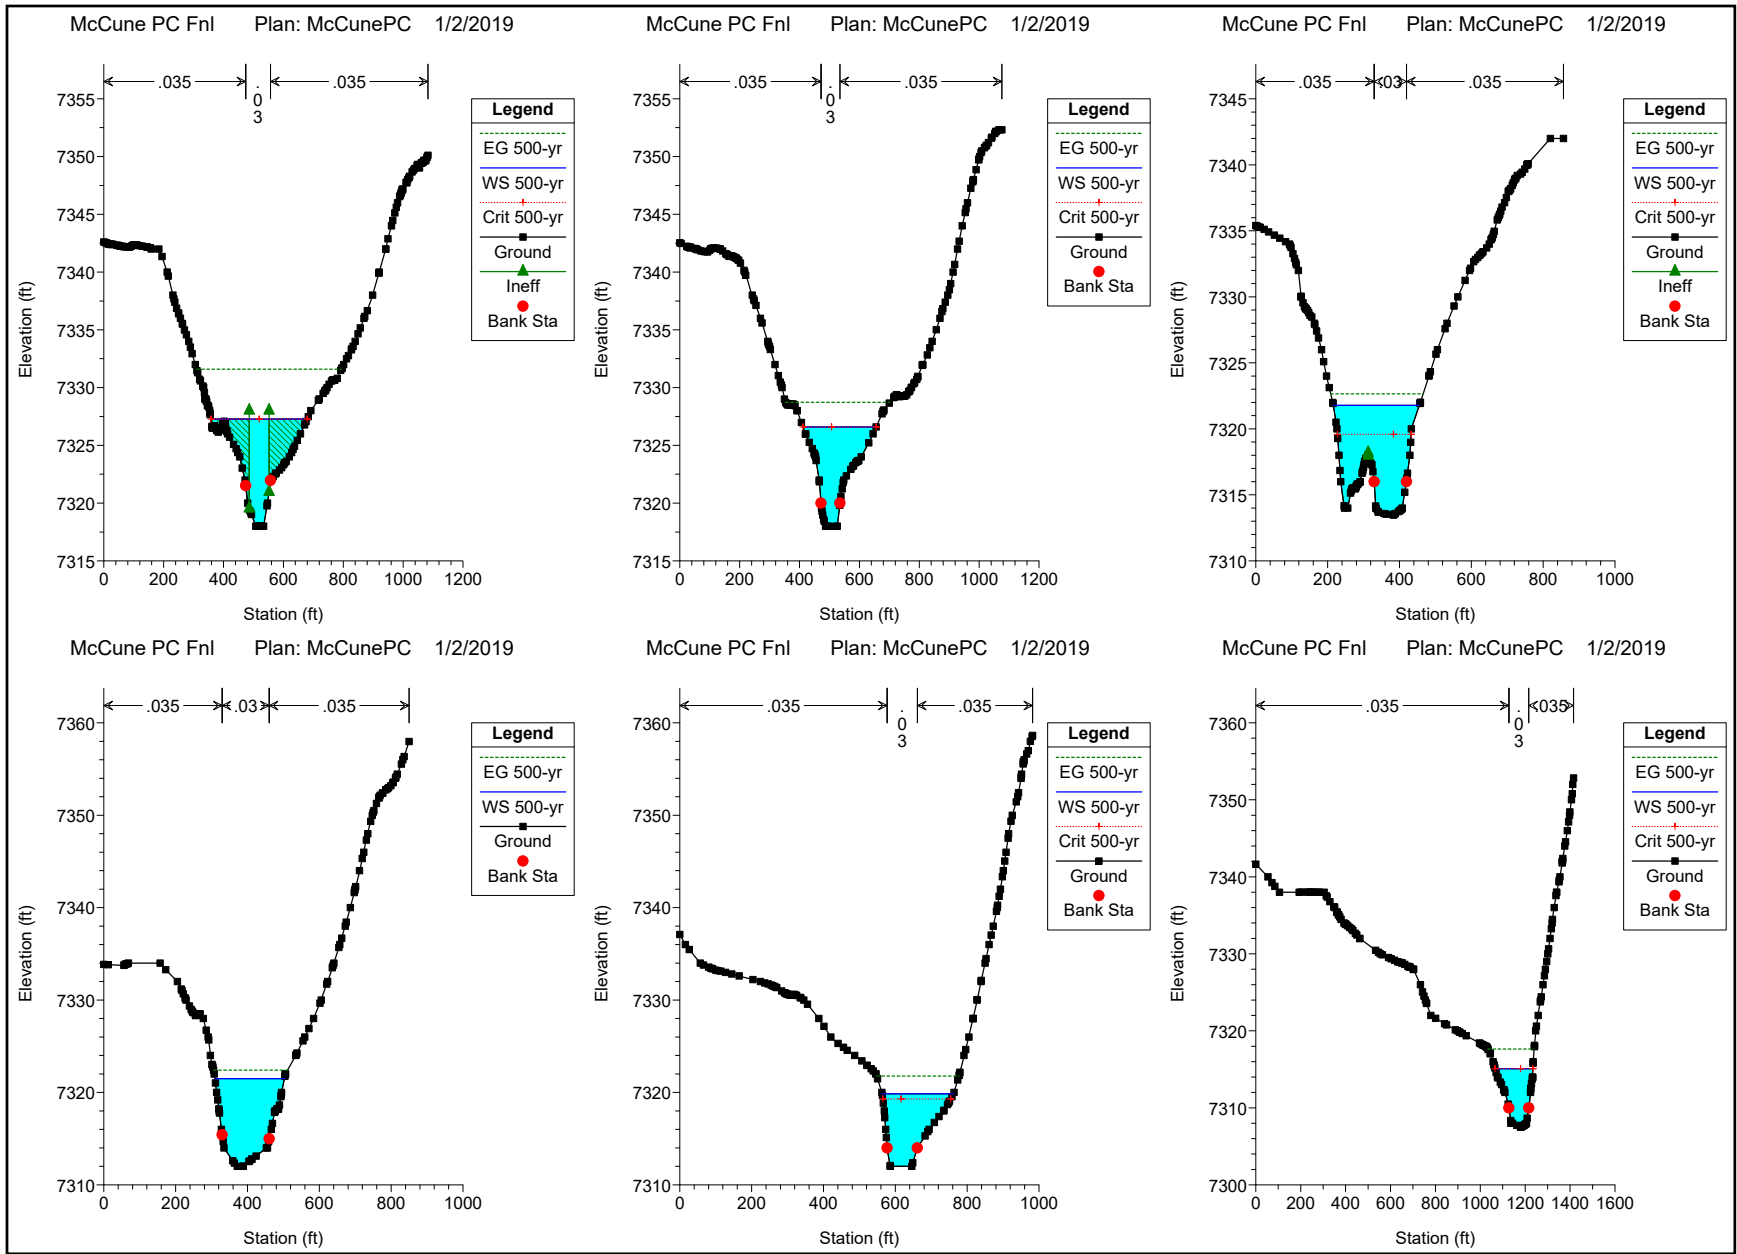 McCune PC Fnl Plan: McCunePC 1/2/2019
.035
.03
.035
7355
7350
7345
7340
7335
7330
7325
7320
7315
Elevation (ft)
0 200 400 600 800 1000 1200
Station (ft)
Legend
EG 500-yr
WS 500-yr
Crit 500-yr
Ground
Ineff
Bank Sta
McCune PC Fnl Plan: McCunePC 1/2/2019
.035
.03
.035
7355
7350
7345
7340
7335
7330
7325
7320
7315
Elevation (ft)
0 200 400 600 800 1000 1200
Station (ft)
Legend
EG 500-yr
WS 500-yr
Crit 500-yr
Ground
Bank Sta
McCune PC Fnl Plan: McCunePC 1/2/2019
.035
.03
.035
7345
7340
7335
7330
7325
7320
7315
7310
Elevation (ft)
0 200 400 600 800 1000
Station (ft)
Legend
EG 500-yr
WS 500-yr
Crit 500-yr
Ground
Ineff
Bank Sta
McCune PC Fnl Plan: McCunePC 1/2/2019
.035
.03
.035
7360
7350
7340
7330
7320
7310
Elevation (ft)
0 200 400 600 800 1000
Station (ft)
Legend
EG 500-yr
WS 500-yr
Ground
Bank Sta
McCune PC Fnl Plan: McCunePC 1/2/2019
.035
.03
.035
7360
7350
7340
7330
7320
7310
Elevation (ft)
0 200 400 600 800 1000
Station (ft)
Legend
EG 500-yr
WS 500-yr
Crit 500-yr
Ground
Bank Sta
McCune PC Fnl Plan: McCunePC 1/2/2019
.035
.03
.035
7360
7350
7340
7330
7320
7310
7300
Elevation (ft)
0 200 400 600 800 1000 1200 1400 1600
Station (ft)
Legend
EG 500-yr
WS 500-yr
Crit 500-yr
Ground
Bank Sta